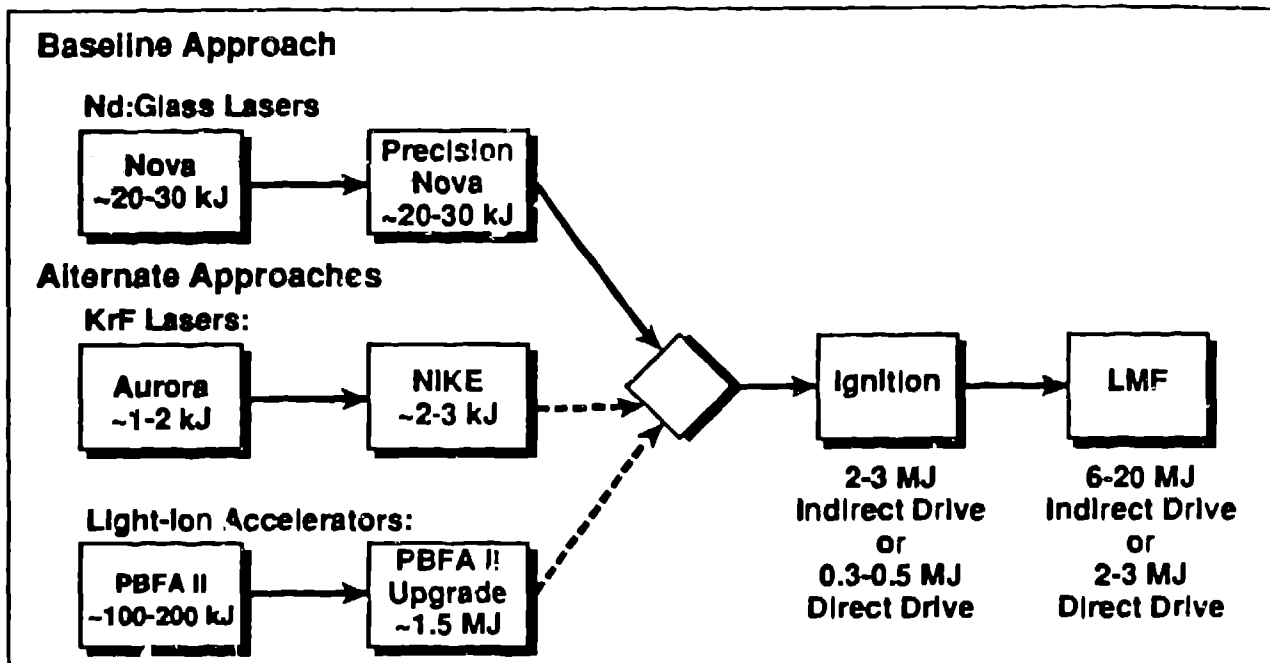 Baseline Approach
Nd:Glass Lasers
Nova
~20-30 kJ
Precision
Nova
~20-30 kJ
Alternate Approaches
KrF Lasers:
Aurora
~1-2 kJ
NIKE
~2-3 kJ
Ignition
LMF
2-3 MJ
Indirect Drive
or
0.3-0.5 MJ
Direct Drive
6-20 MJ
Indirect Drive
or
2-3 MJ
Direct Drive
Light-Ion Accelerators:
PBFA II
~100-200 kJ
PBFA II
Upgrade
~1.5 MJ